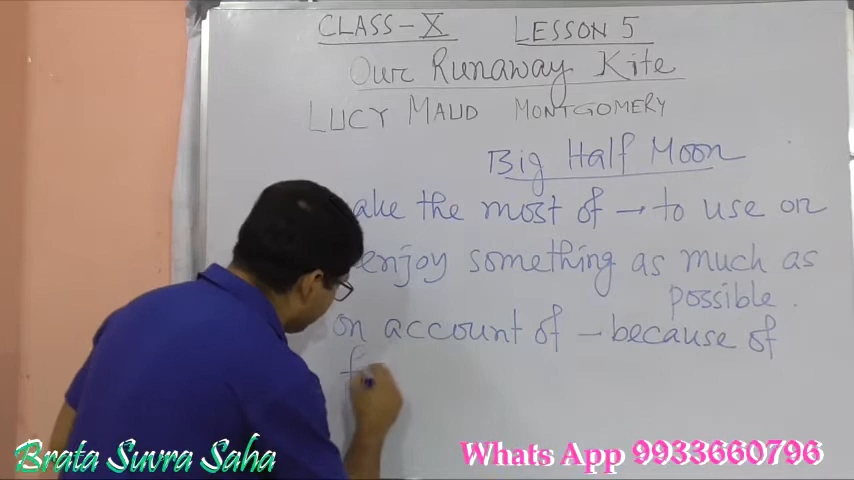 CLASS - X LESSON 5
Our Runaway Kite
LUCY MAUD MONTGOMERY
Big Half Moon
ake the most of → to use on
enjoy something as much as
possible.
on account of - because of
f
Brata Suvra Saha
Whats App 9933660796